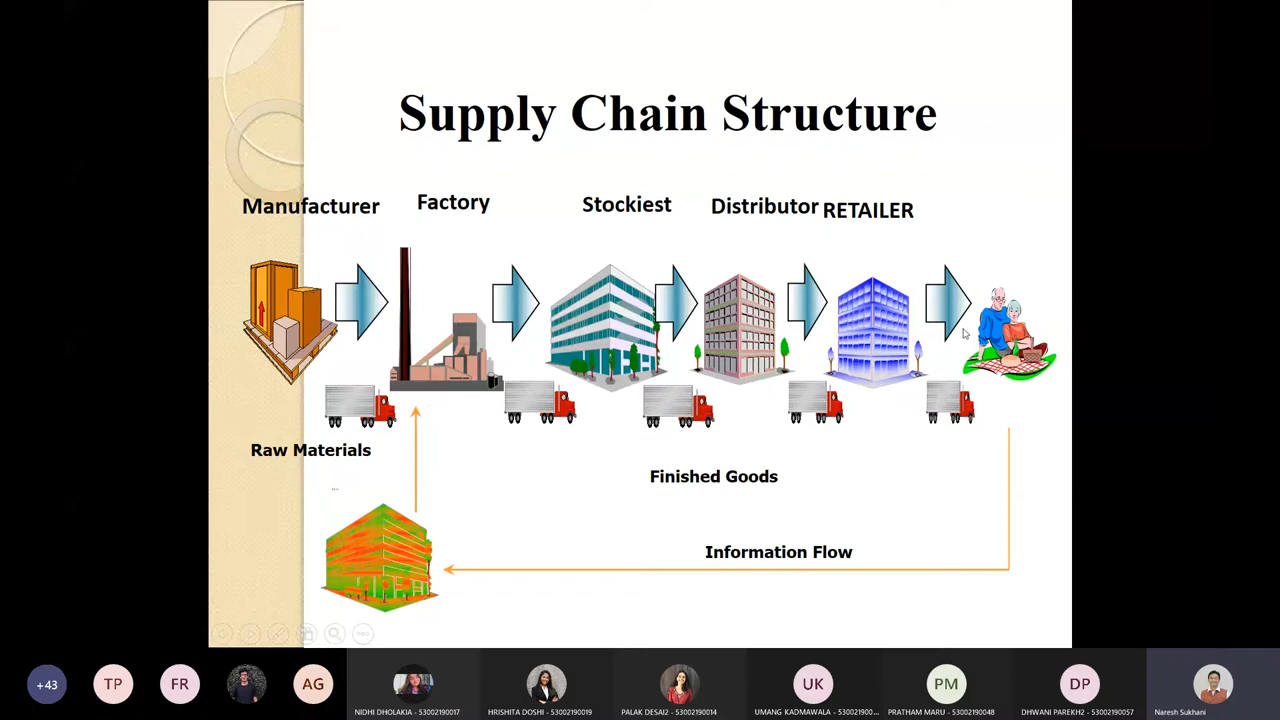 Supply Chain Structure
Manufacturer
Factory
Stockiest
Distributor
RETAILER
Raw Materials
Finished Goods
Information Flow
+43
TP
FR
AG
UK
PM
DP
NIDHI DHOLAKIA - 53002190017
HRISHITA DOSHI - 53002190019
PALAK DESAI2 - 53002190014
UMANG KADMAWALA - 530021900...
PRATHAM MARU - 53002190048
DHWANI PAREKH2 - 53002190057
Naresh Sukhani